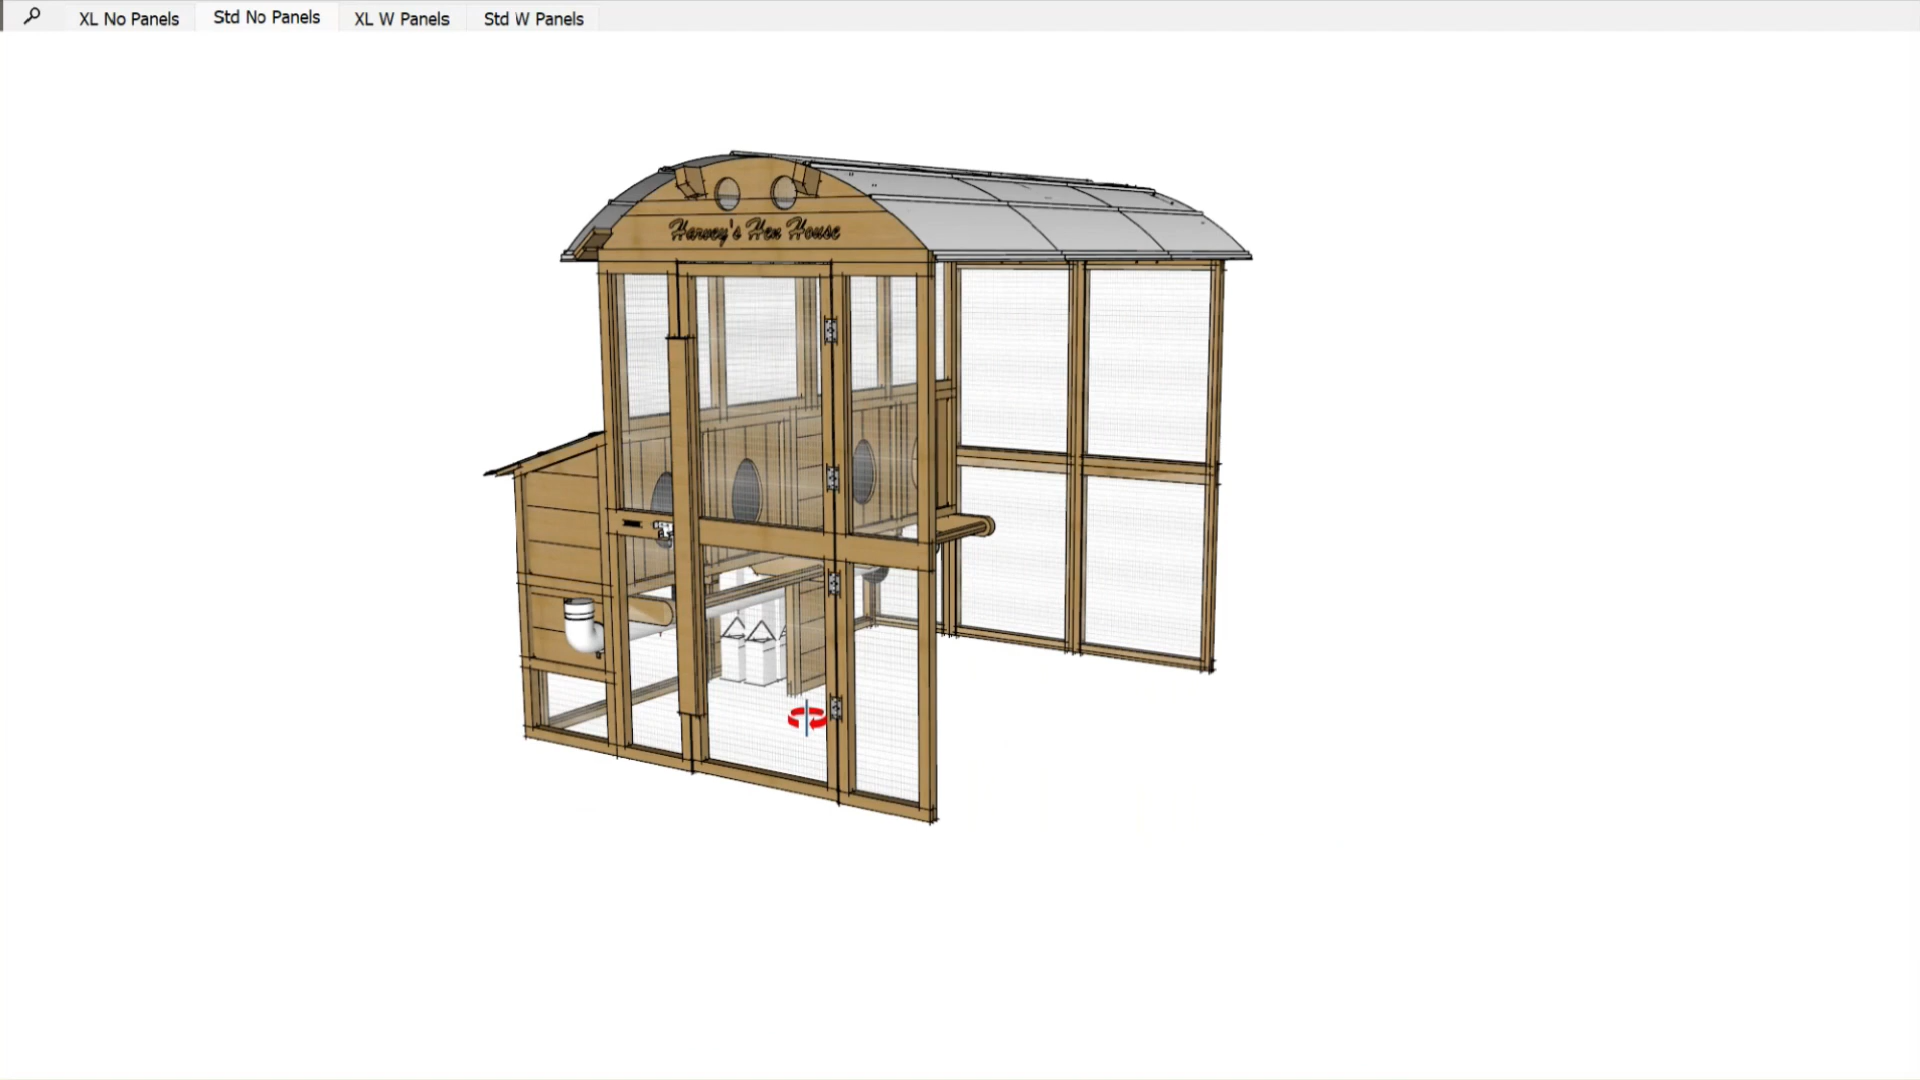 XL No Panels
Std No Panels
XL W Panels
Std W Panels
Harvey's Hen House